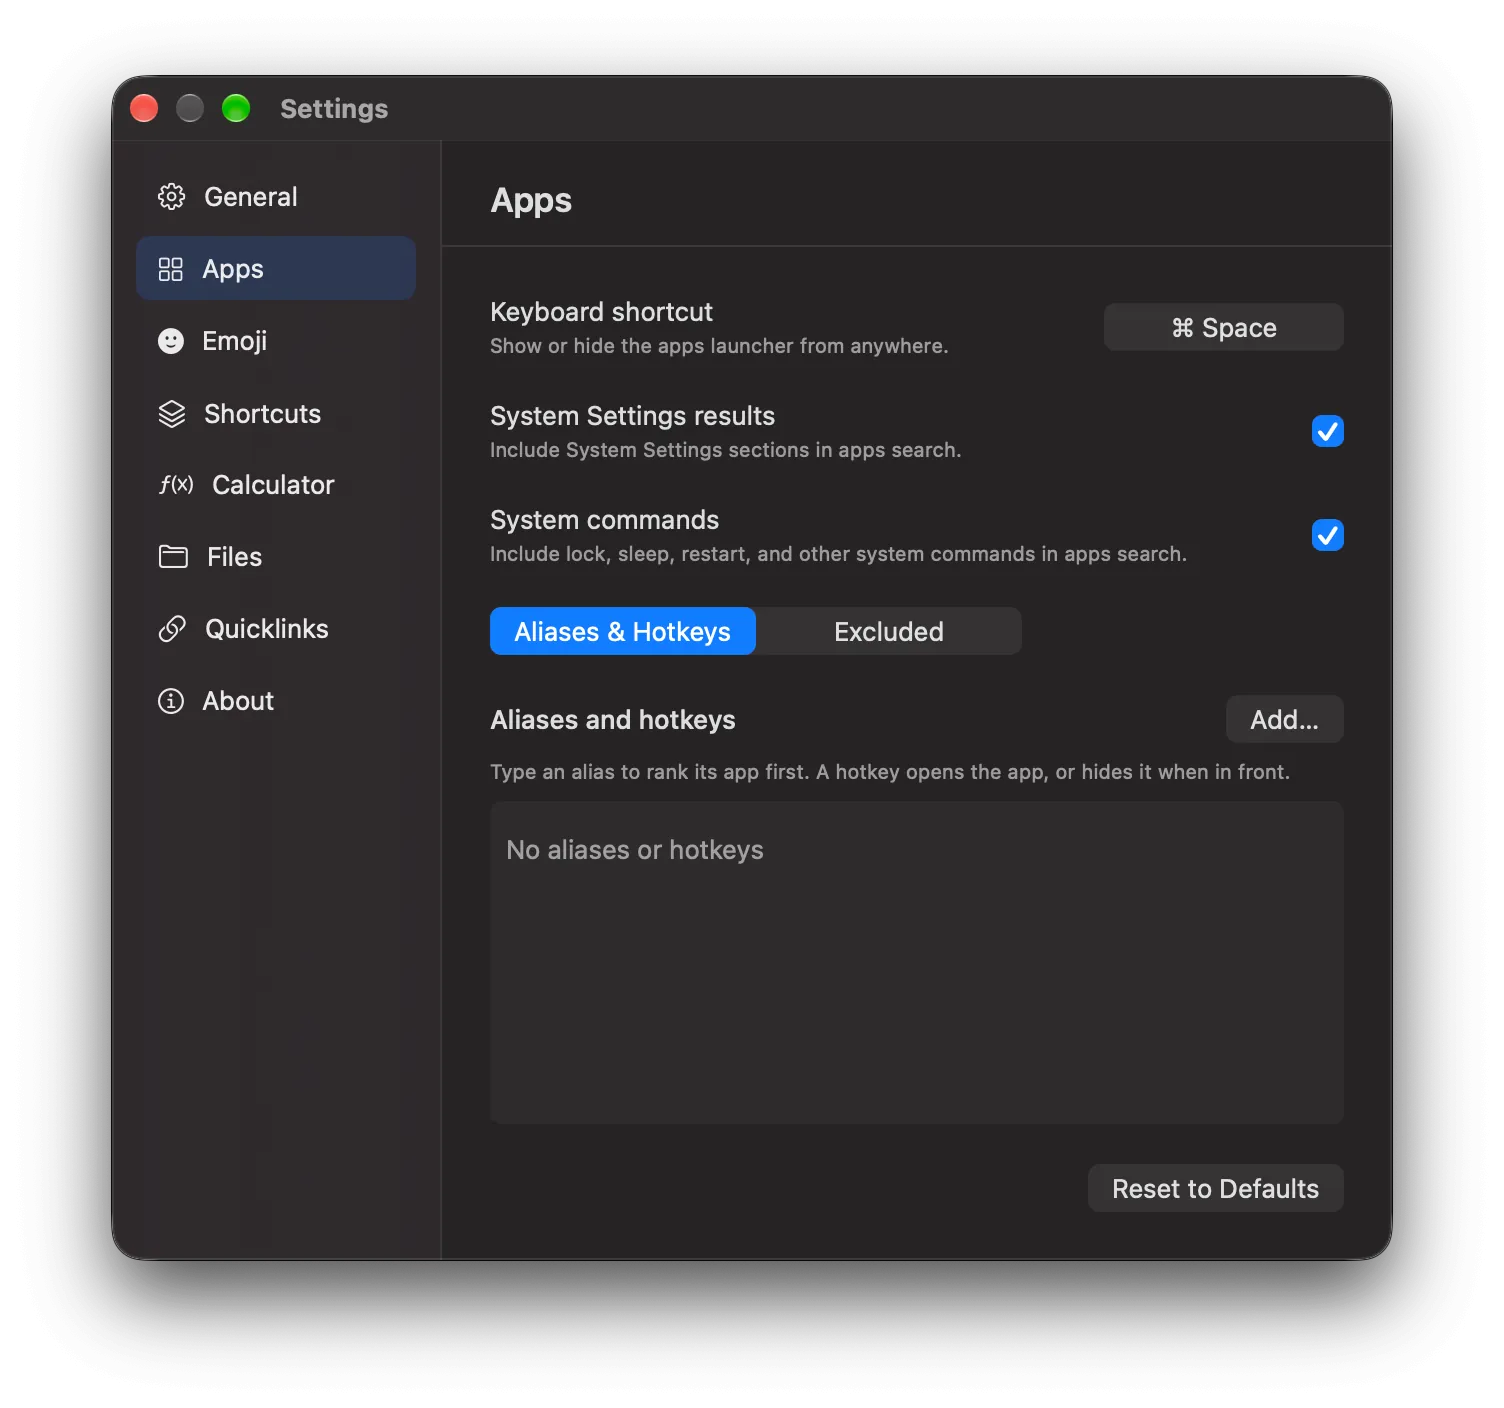 Settings
General
Apps
Emoji
Shortcuts
f(x) Calculator
Files
Quicklinks
About
Apps
Keyboard shortcut
Show or hide the apps launcher from anywhere.
⌘ Space
System Settings results
Include System Settings sections in apps search.
System commands
Include lock, sleep, restart, and other system commands in apps search.
Aliases & Hotkeys
Excluded
Aliases and hotkeys
Add...
Type an alias to rank its app first. A hotkey opens the app, or hides it when in front.
No aliases or hotkeys
Reset to Defaults